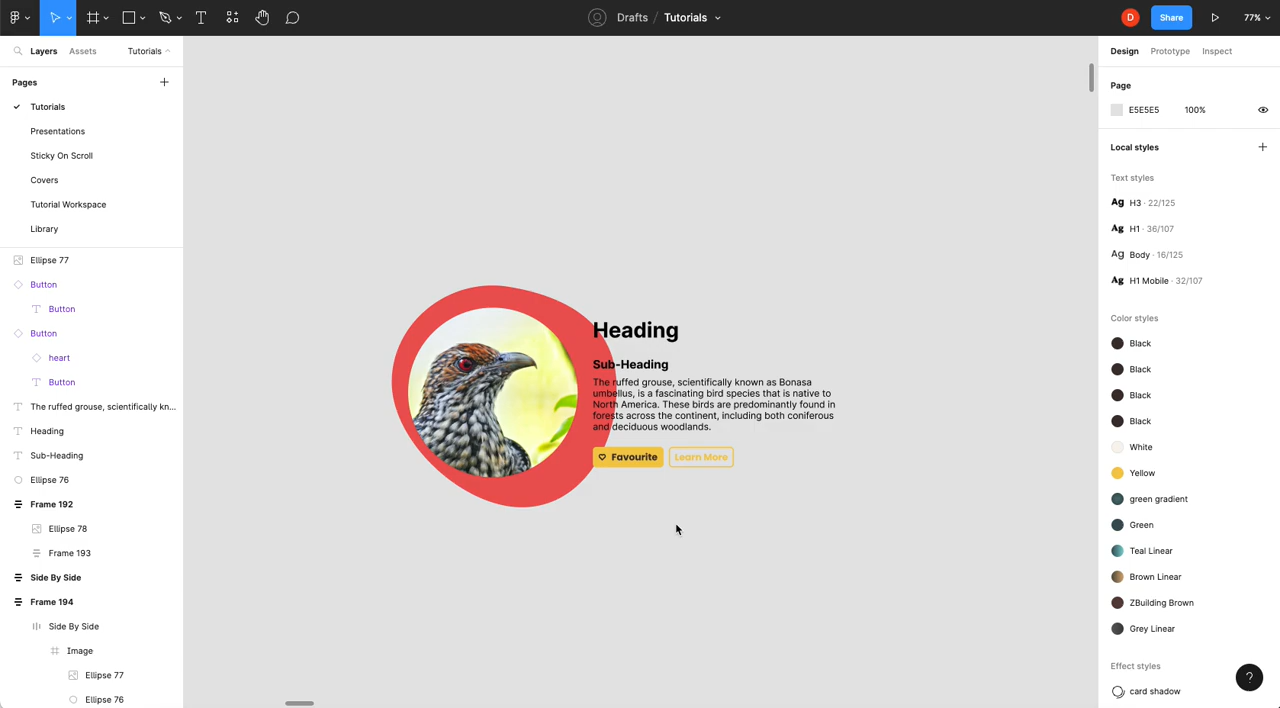 Drafts / Tutorials
D
Share
77%
Layers
Assets
Tutorials
Pages
Tutorials
Presentations
Sticky On Scroll
Covers
Tutorial Workspace
Library
Ellipse 77
Button
Button
Button
heart
Button
The ruffed grouse, scientifically kn...
Heading
Sub-Heading
Ellipse 76
Frame 192
Ellipse 78
Frame 193
Side By Side
Frame 194
Side By Side
Image
Ellipse 77
Ellipse 76
Heading
Sub-Heading
The ruffed grouse, scientifically known as Bonasa
umbellus, is a fascinating bird species that is native to
North America. These birds are predominantly found in
forests across the continent, including both coniferous
and deciduous woodlands.
Favourite
Learn More
Design
Prototype
Inspect
Page
E5E5E5
100%
Local styles
Text styles
Ag H3 · 22/125
Ag H1 · 36/107
Ag Body · 16/125
Ag H1 Mobile · 32/107
Color styles
Black
Black
Black
Black
White
Yellow
green gradient
Green
Teal Linear
Brown Linear
ZBuilding Brown
Grey Linear
Effect styles
card shadow
?